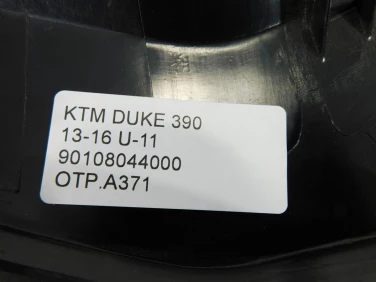 KTM DUKE 390
13-16 U-11
90108044000
OTP.A371